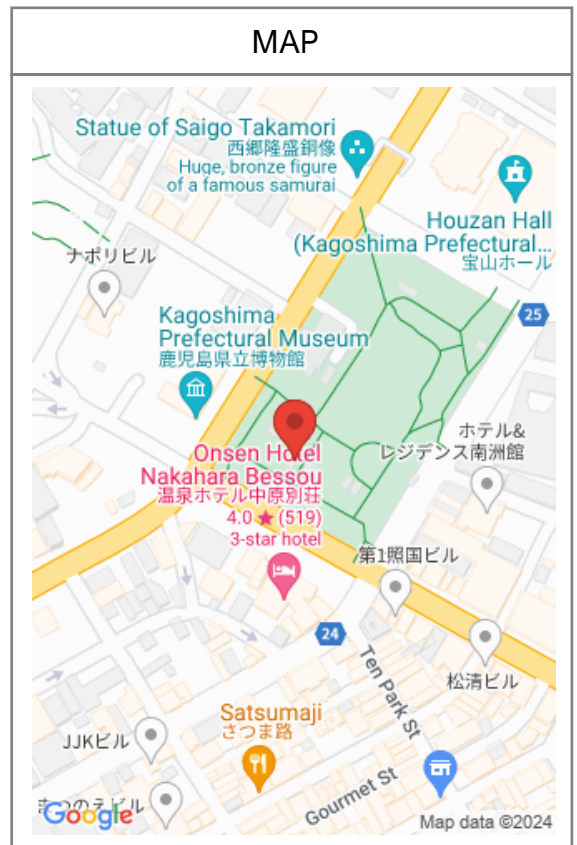 MAP
Statue of Saigo Takamori
西郷隆盛銅像
Huge, bronze figure
of a famous samurai
Houzan Hall
(Kagoshima Prefectural...
宝山ホール
ナポリビル
25
Kagoshima
Prefectural Museum
鹿児島県立博物館
ホテル&
レジデンス南洲館
Onsen Hotel
Nakahara Bessou
温泉ホテル中原別荘
4.0 ★ (519)
3-star hotel
第1照国ビル
24
Ten Park St
松清ビル
Satsumaji
さつま路
JJKビル
Gourmet St
Google
Map data ©2024